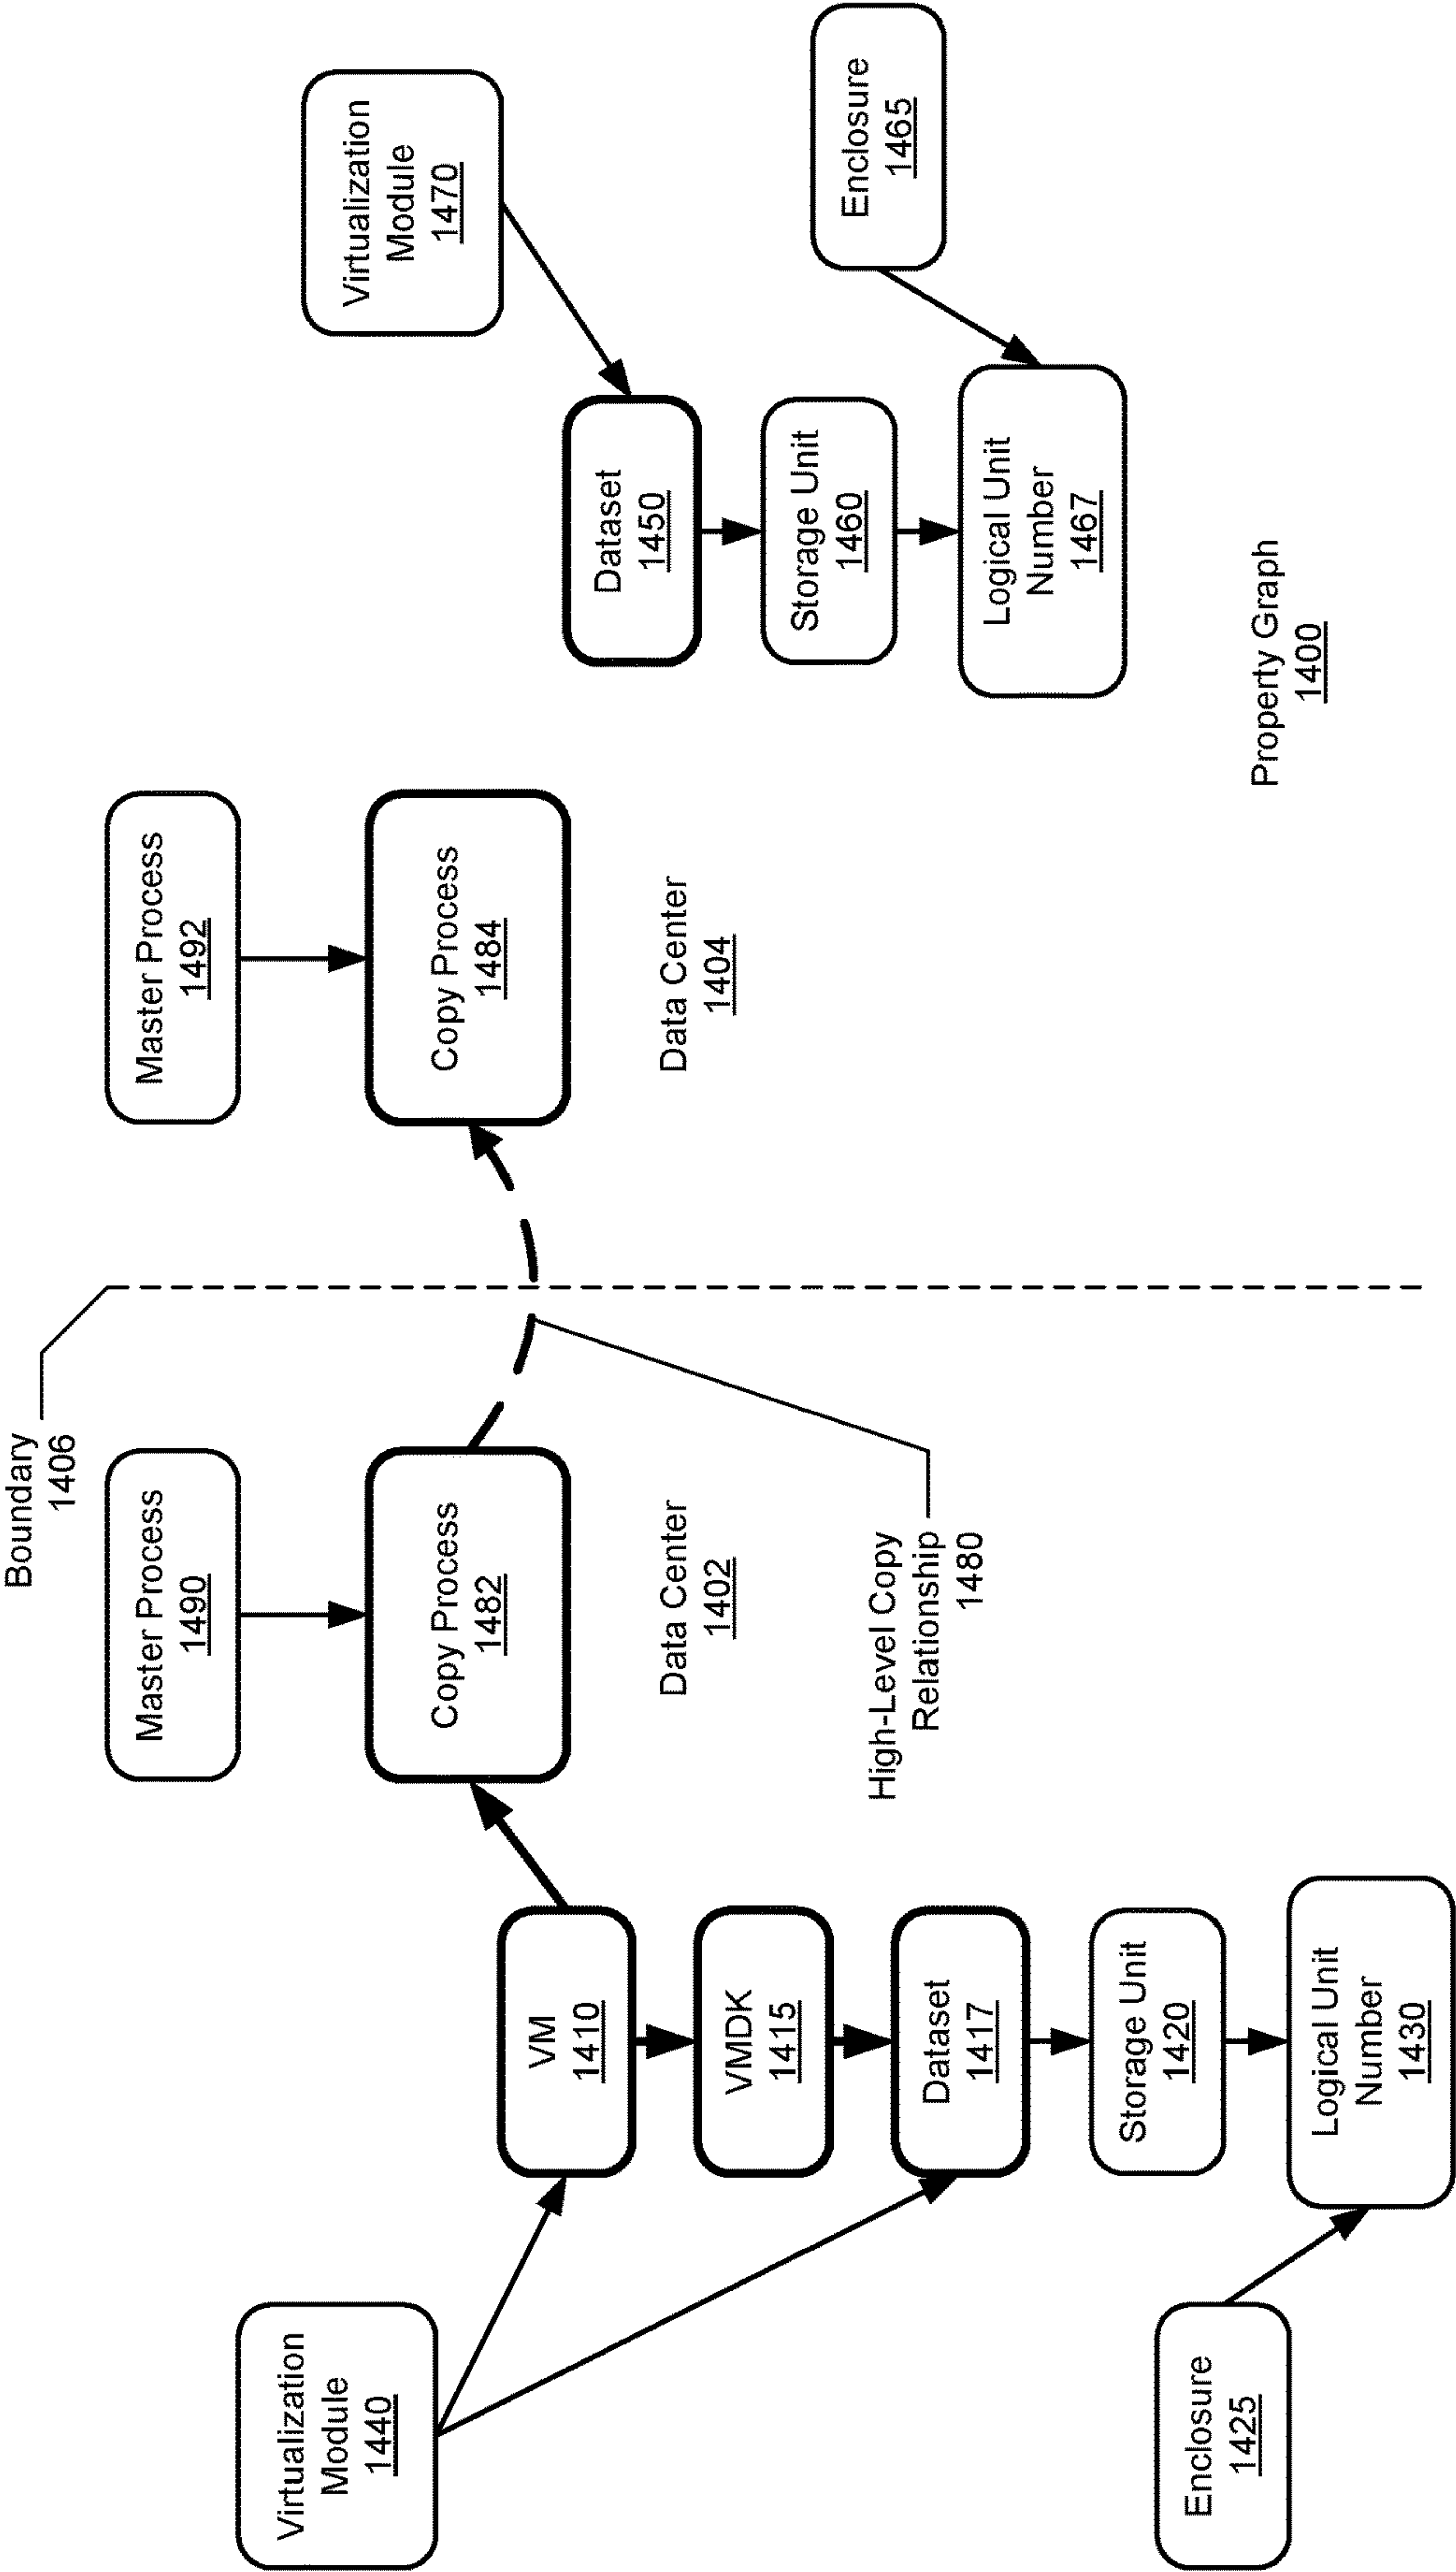 Boundary
1406
Virtualization
Module
1440
Master Process
1490
Master Process
1492
Virtualization
Module
1470
VM
1410
Copy Process
1482
Copy Process
1484
Dataset
1450
VMDK
1415
Data Center
1402
Data Center
1404
Storage Unit
1460
Enclosure
1465
Dataset
1417
High-Level Copy
Relationship
1480
Logical Unit
Number
1467
Enclosure
1425
Storage Unit
1420
Logical Unit
Number
1430
Property Graph
1400